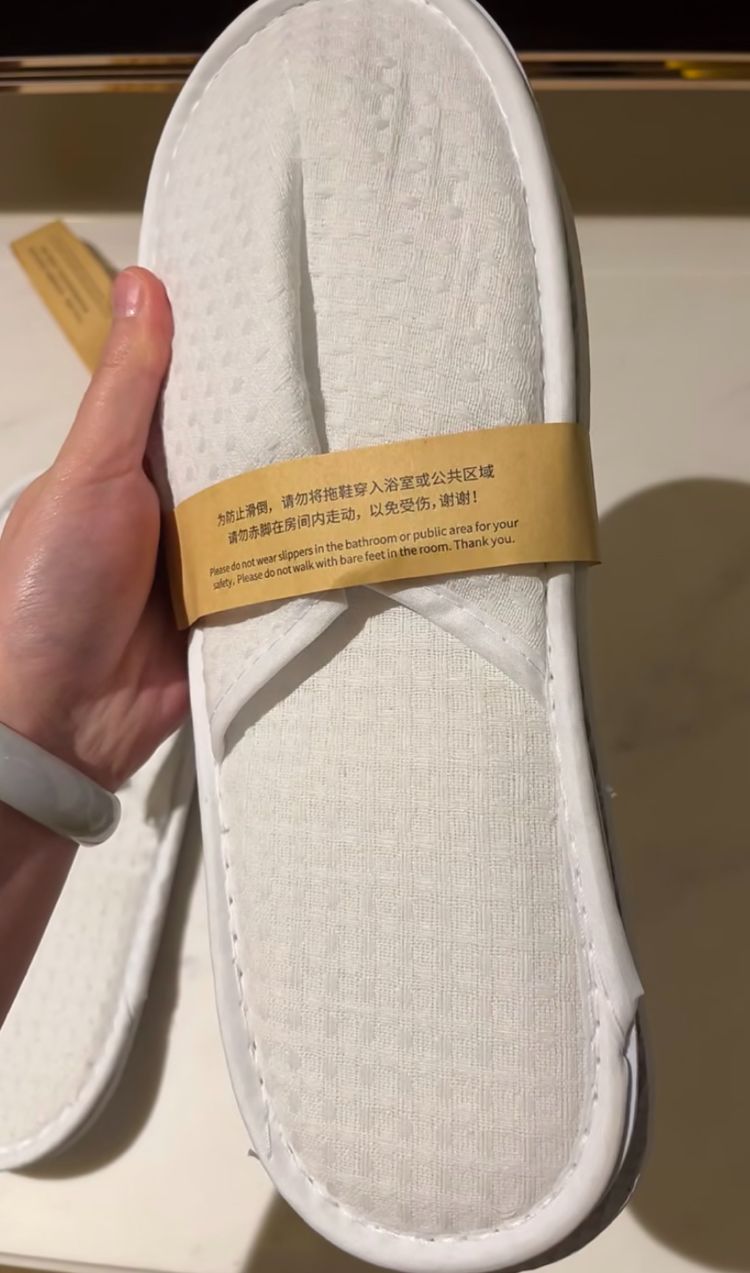 为防止滑倒，请勿将拖鞋穿入浴室或公共区域
请勿赤脚在房间内走动，以免受伤，谢谢！
Please do not wear slippers in the bathroom or public area for your
safety. Please do not walk with bare feet in the room. Thank you.